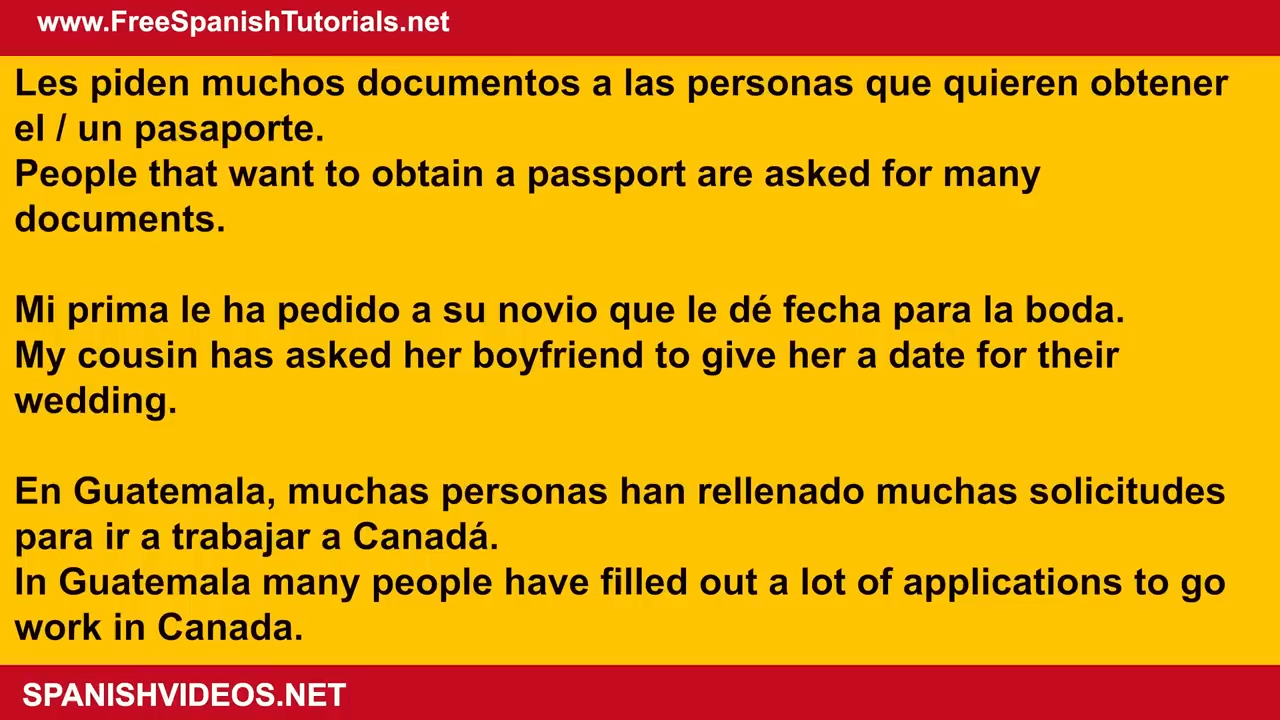 www.FreeSpanishTutorials.net
Les piden muchos documentos a las personas que quieren obtener
el / un pasaporte.
People that want to obtain a passport are asked for many
documents.
Mi prima le ha pedido a su novio que le dé fecha para la boda.
My cousin has asked her boyfriend to give her a date for their
wedding.
En Guatemala, muchas personas han rellenado muchas solicitudes
para ir a trabajar a Canadá.
In Guatemala many people have filled out a lot of applications to go
work in Canada.
SPANISHVIDEOS.NET